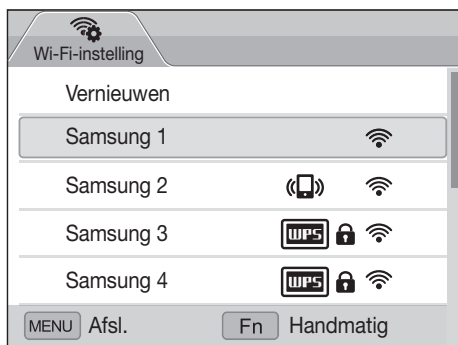 Wi-Fi-instelling
Vernieuwen
Samsung 1
Samsung 2
Samsung 3 WPS
Samsung 4 WPS
MENU Afsl. Fn Handmatig